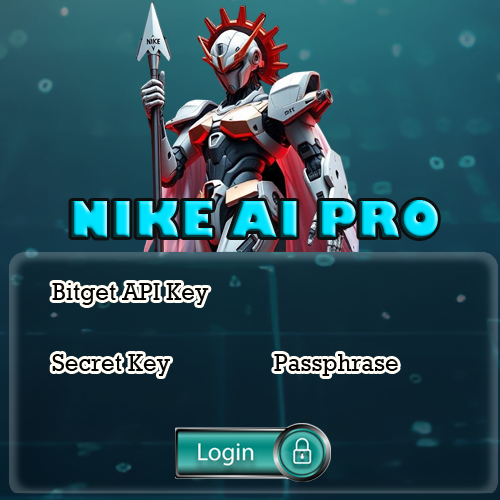 NIKE
NIKE AI PRO
Bitget API Key
Secret Key Passphrase
Login